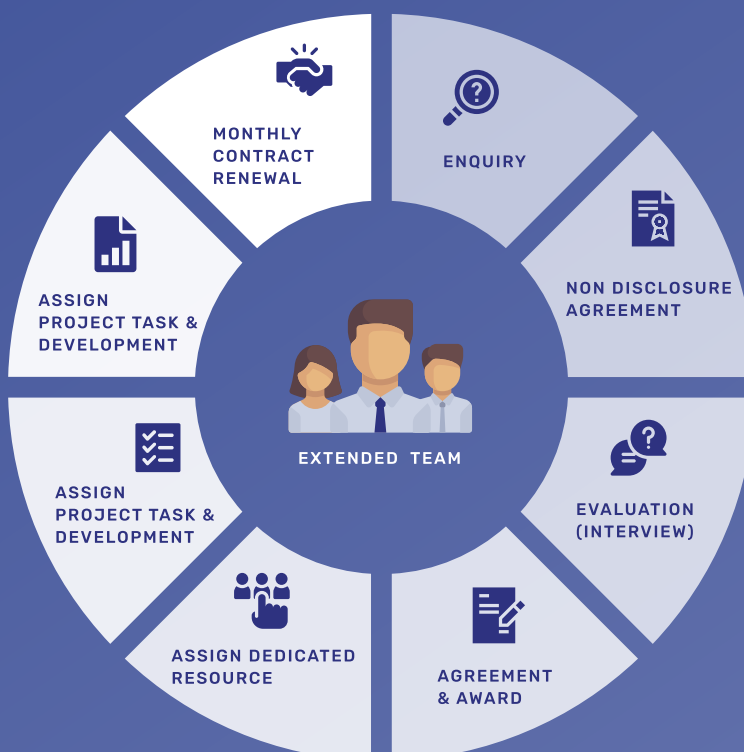 ENQUIRY
NON DISCLOSURE
AGREEMENT
EVALUATION
(INTERVIEW)
AGREEMENT
& AWARD
ASSIGN DEDICATED
RESOURCE
ASSIGN
PROJECT TASK &
DEVELOPMENT
ASSIGN
PROJECT TASK &
DEVELOPMENT
MONTHLY
CONTRACT
RENEWAL
EXTENDED TEAM